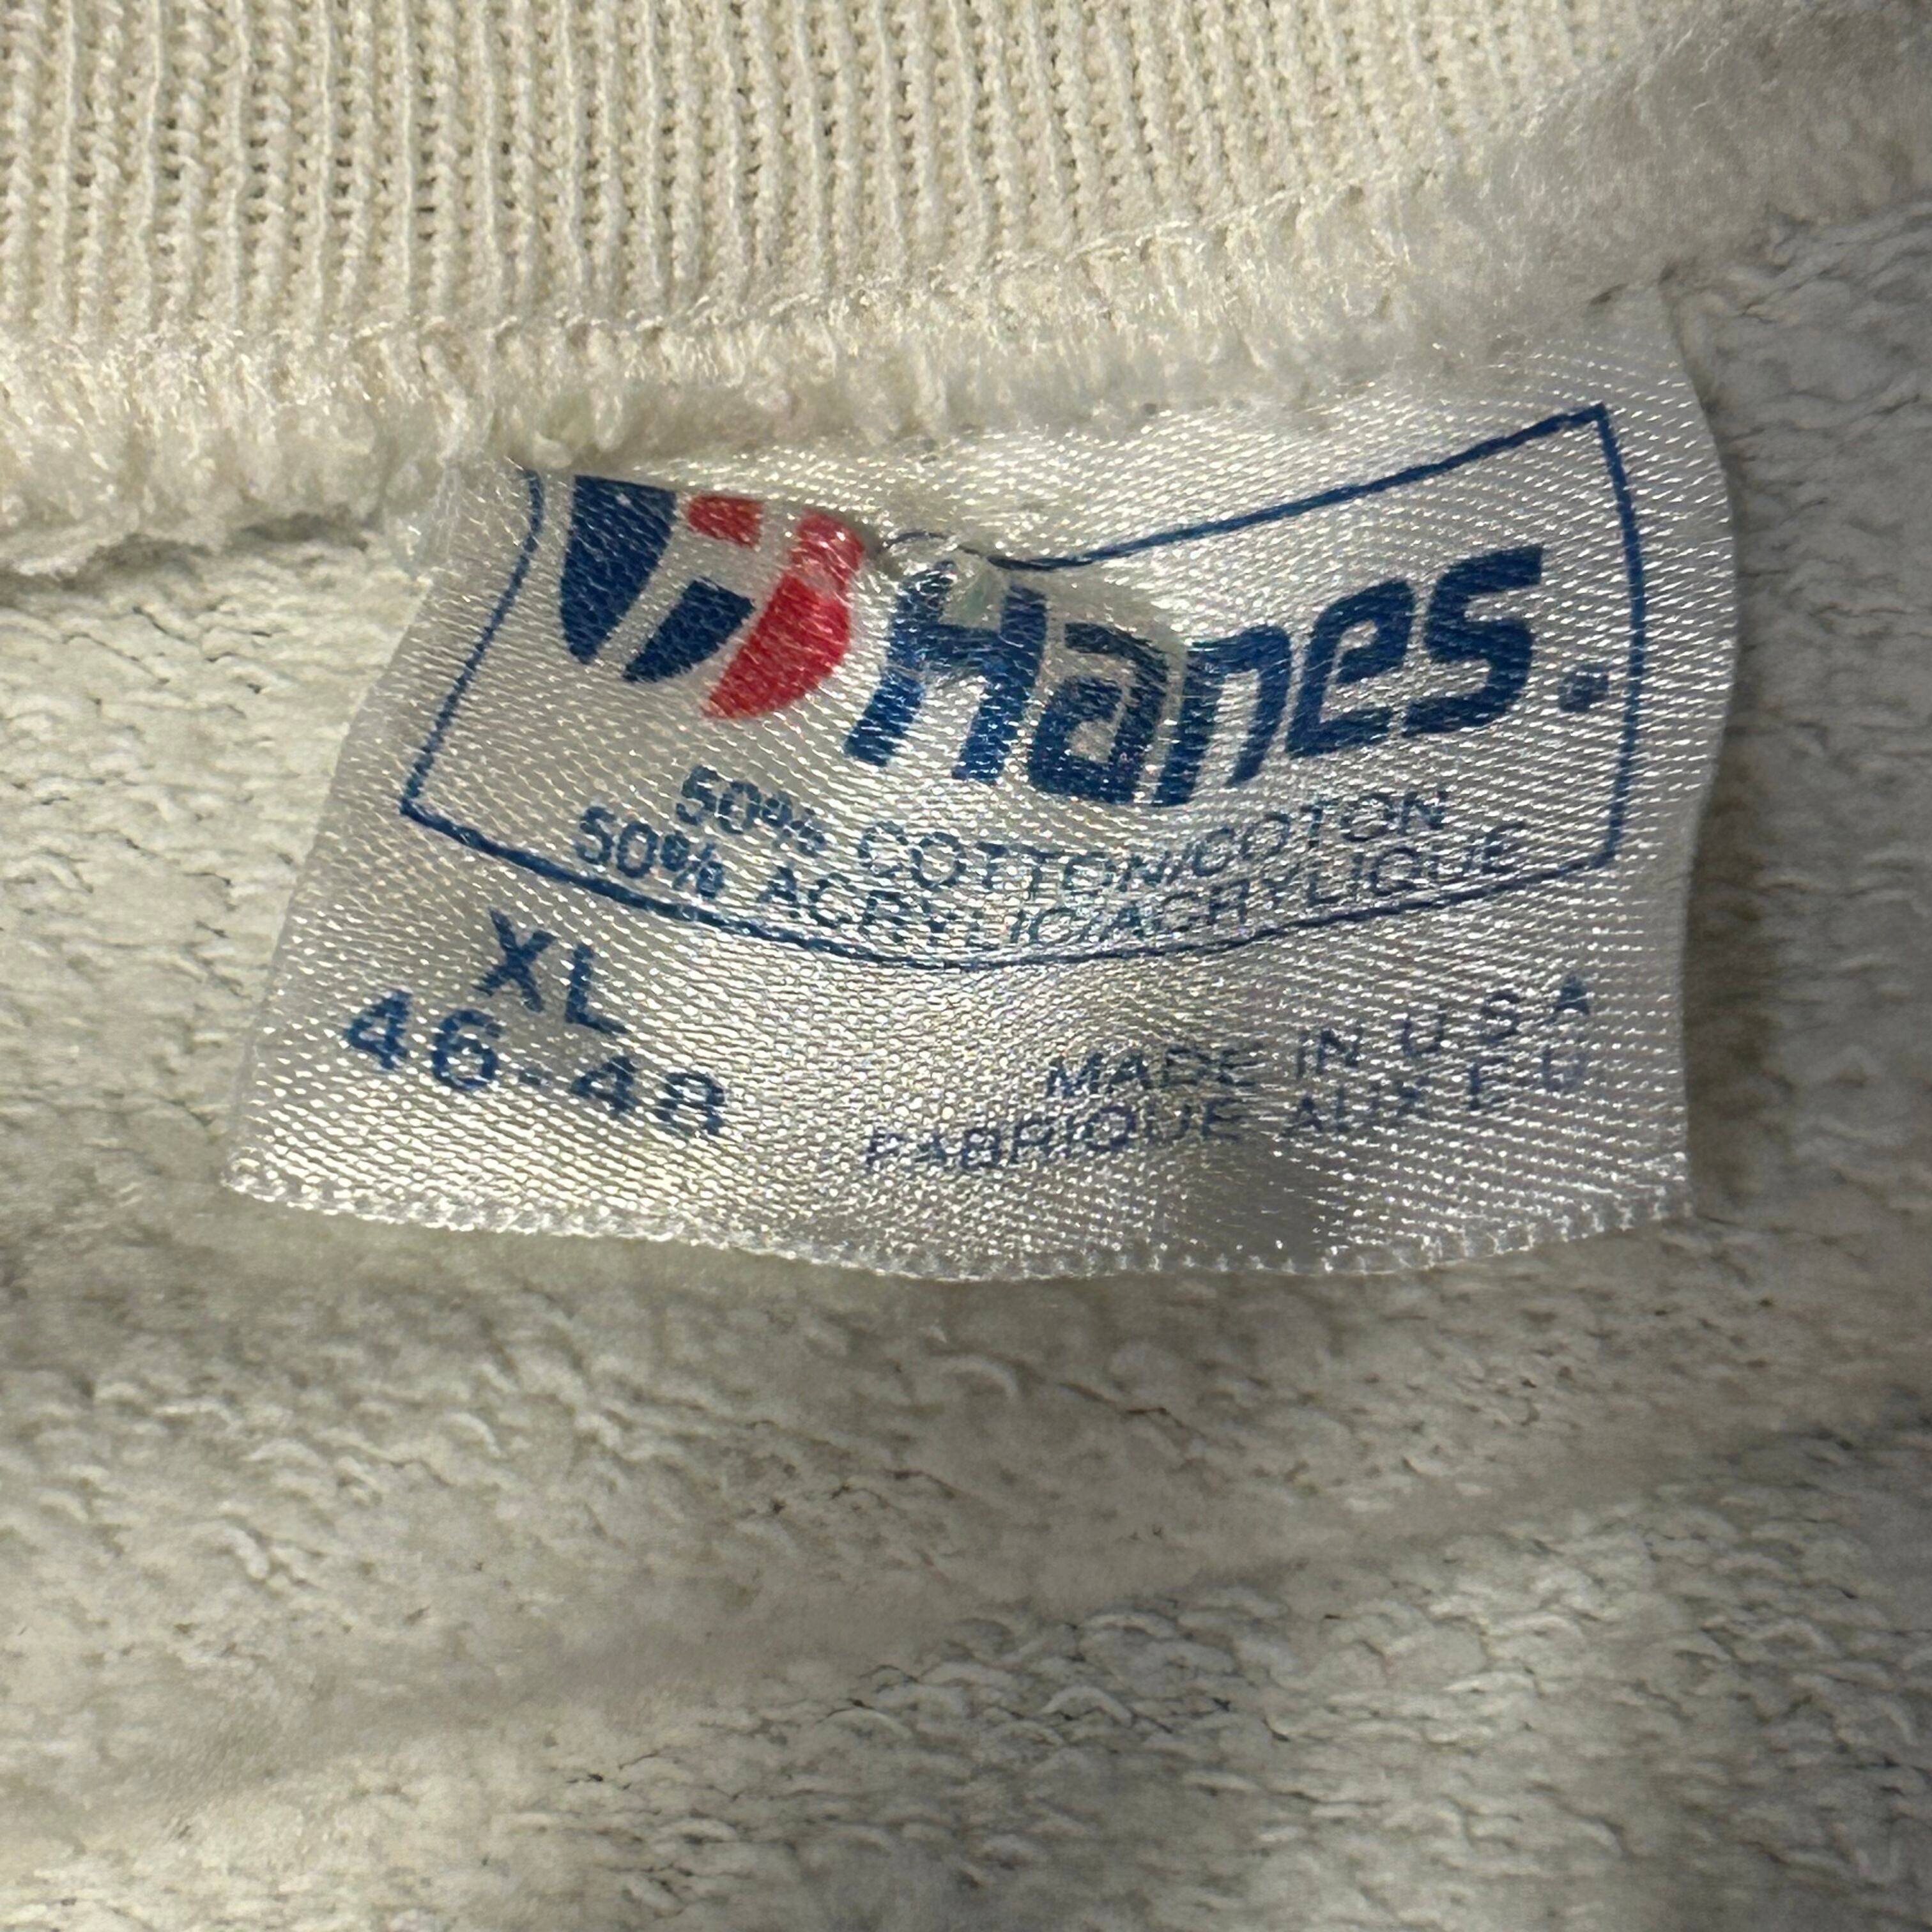 Hanes.
50% COTTON/COTON
50% ACRYLIC/ACRYLIQUE
XL
46-48
MADE IN U S A
FABRIQUE AUX E U